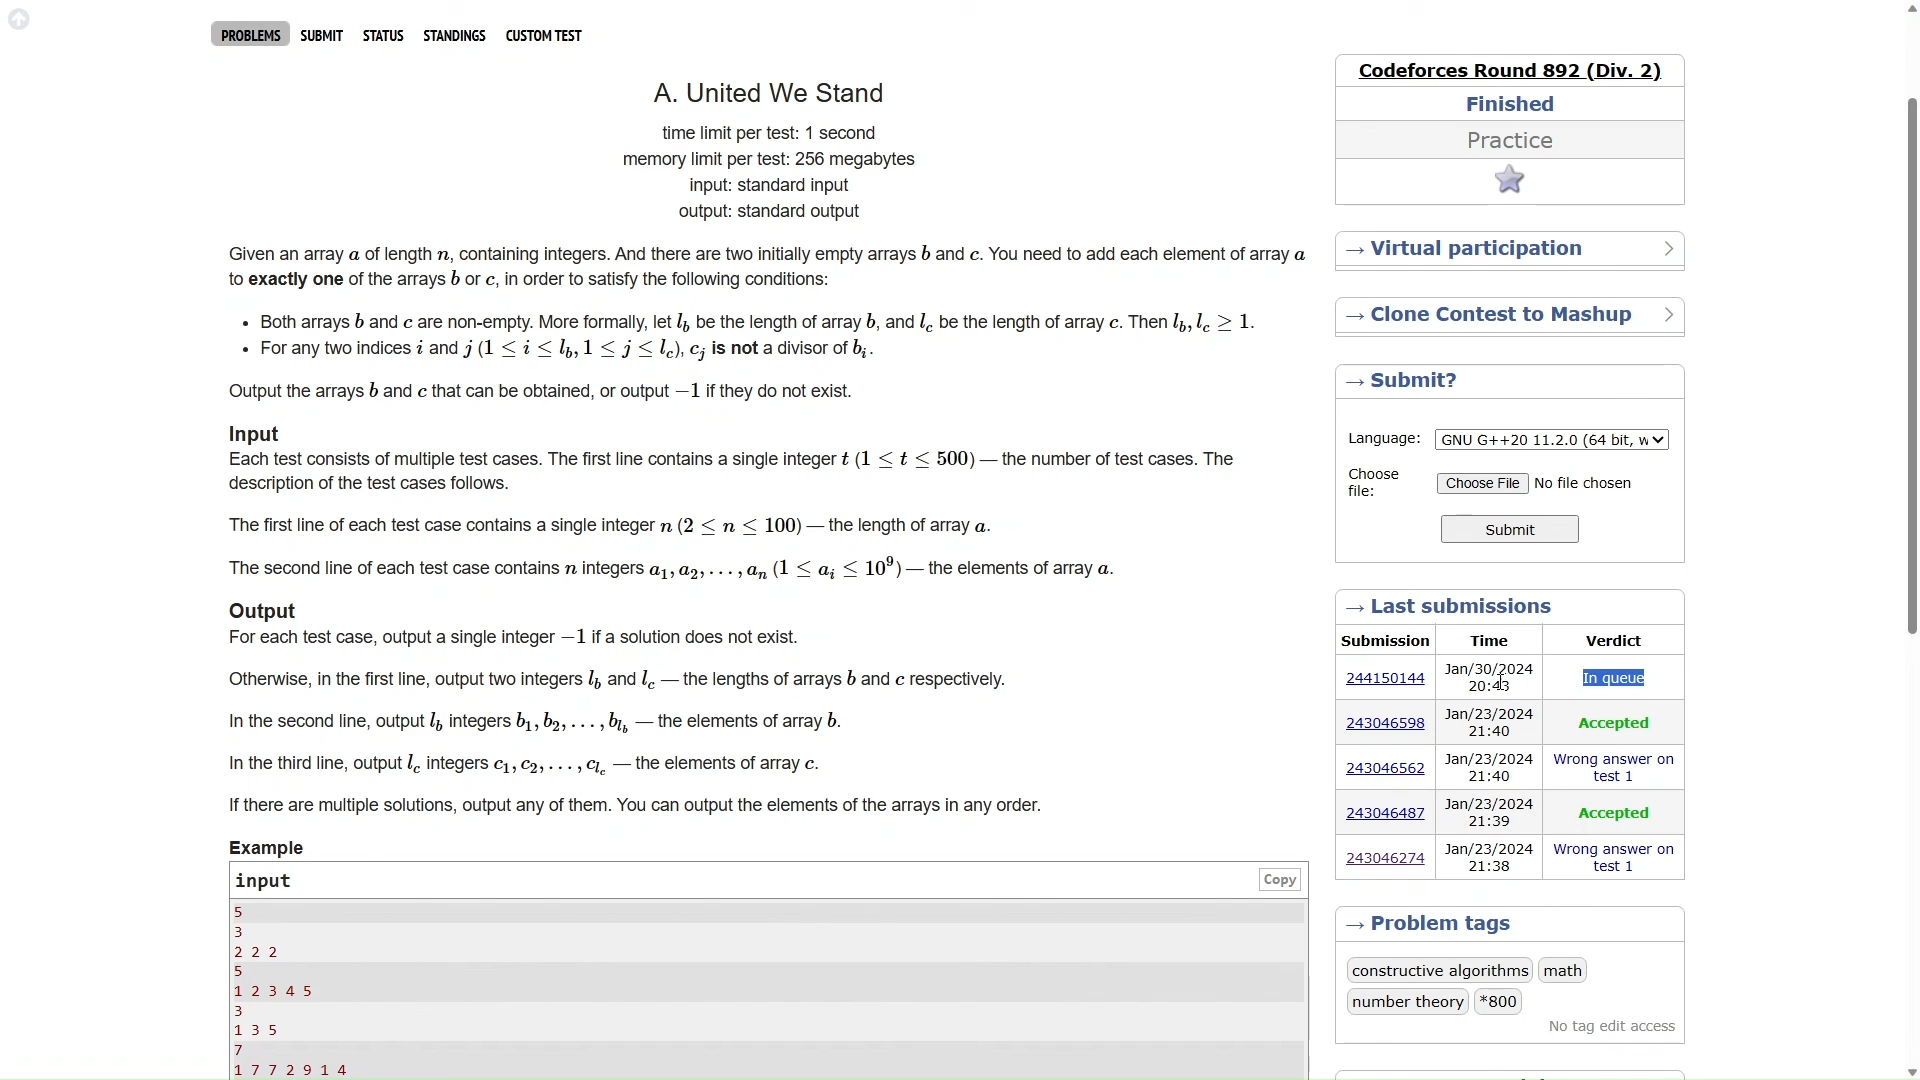 PROBLEMS SUBMIT STATUS STANDINGS CUSTOM TEST
A. United We Stand
time limit per test: 1 second
memory limit per test: 256 megabytes
input: standard input
output: standard output
Given an array a of length n, containing integers. And there are two initially empty arrays b and c. You need to add each element of array a
to exactly one of the arrays b or c, in order to satisfy the following conditions:
• Both arrays b and c are non-empty. More formally, let l_b be the length of array b, and l_c be the length of array c. Then l_b, l_c ≥ 1.
• For any two indices i and j (1 ≤ i ≤ l_b, 1 ≤ j ≤ l_c), c_j is not a divisor of b_i.
Output the arrays b and c that can be obtained, or output −1 if they do not exist.
Input
Each test consists of multiple test cases. The first line contains a single integer t (1 ≤ t ≤ 500) — the number of test cases. The
description of the test cases follows.
The first line of each test case contains a single integer n (2 ≤ n ≤ 100) — the length of array a.
The second line of each test case contains n integers a_1, a_2, . . . , a_n (1 ≤ a_i ≤ 10^9) — the elements of array a.
Output
For each test case, output a single integer −1 if a solution does not exist.
Otherwise, in the first line, output two integers l_b and l_c — the lengths of arrays b and c respectively.
In the second line, output l_b integers b_1, b_2, . . . , b_{l_b} — the elements of array b.
In the third line, output l_c integers c_1, c_2, . . . , c_{l_c} — the elements of array c.
If there are multiple solutions, output any of them. You can output the elements of the arrays in any order.
Example
input
Copy
5
3
2 2 2
5
1 2 3 4 5
3
1 3 5
7
1 7 7 2 9 1 4
Codeforces Round 892 (Div. 2)
Finished
Practice
→ Virtual participation
→ Clone Contest to Mashup
→ Submit?
Language: GNU G++20 11.2.0 (64 bit, w
Choose
file: Choose File No file chosen
Submit
→ Last submissions
Submission Time Verdict
244150144 Jan/30/2024 20:43 In queue
243046598 Jan/23/2024 21:40 Accepted
243046562 Jan/23/2024 21:40 Wrong answer on test 1
243046487 Jan/23/2024 21:39 Accepted
243046274 Jan/23/2024 21:38 Wrong answer on test 1
→ Problem tags
constructive algorithms math
number theory *800
No tag edit access